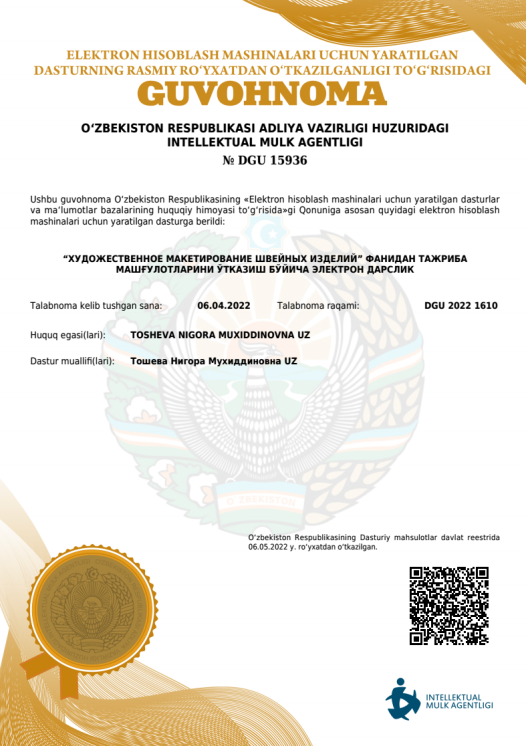 ELEKTRON HISOBLASH MASHINALARI UCHUN YARATILGAN
DASTURNING RASMIY RO‘YXATDAN O‘TKAZILGANLIGI TO‘G‘RISIDAGI
GUVOHNOMA
O‘ZBEKISTON RESPUBLIKASI ADLIYA VAZIRLIGI HUZURIDAGI
INTELLEKTUAL MULK AGENTLIGI
№ DGU 15936
Ushbu guvohnoma O‘zbekiston Respublikasining «Elektron hisoblash mashinalari uchun yaratilgan dasturlar
va ma‘lumotlar bazalarining huquqiy himoyasi to‘g‘risida»gi Qonuniga asosan quyidagi elektron hisoblash
mashinalari uchun yaratilgan dasturga berildi:
“ХУДОЖЕСТВЕННОЕ МАКЕТИРОВАНИЕ ШВЕЙНЫХ ИЗДЕЛИЙ” ФАНИДАН ТАЖРИБА
МАШҒУЛОТЛАРИНИ ЎТКАЗИШ БЎЙИЧА ЭЛЕКТРОН ДАРСЛИК
Talabnoma kelib tushgan sana: 06.04.2022 Talabnoma raqami: DGU 2022 1610
Huquq egasi(lari): TOSHEVA NIGORA MUXIDDINOVNA UZ
Dastur muallifi(lari): Тошева Нигора Мухиддиновна UZ
O‘ZBEKISTON
O‘zbekiston Respublikasining Dasturiy mahsulotlar davlat reestrida
06.05.2022 y. ro‘yxatdan o‘tkazilgan.
INTELLEKTUAL
MULK AGENTLIGI